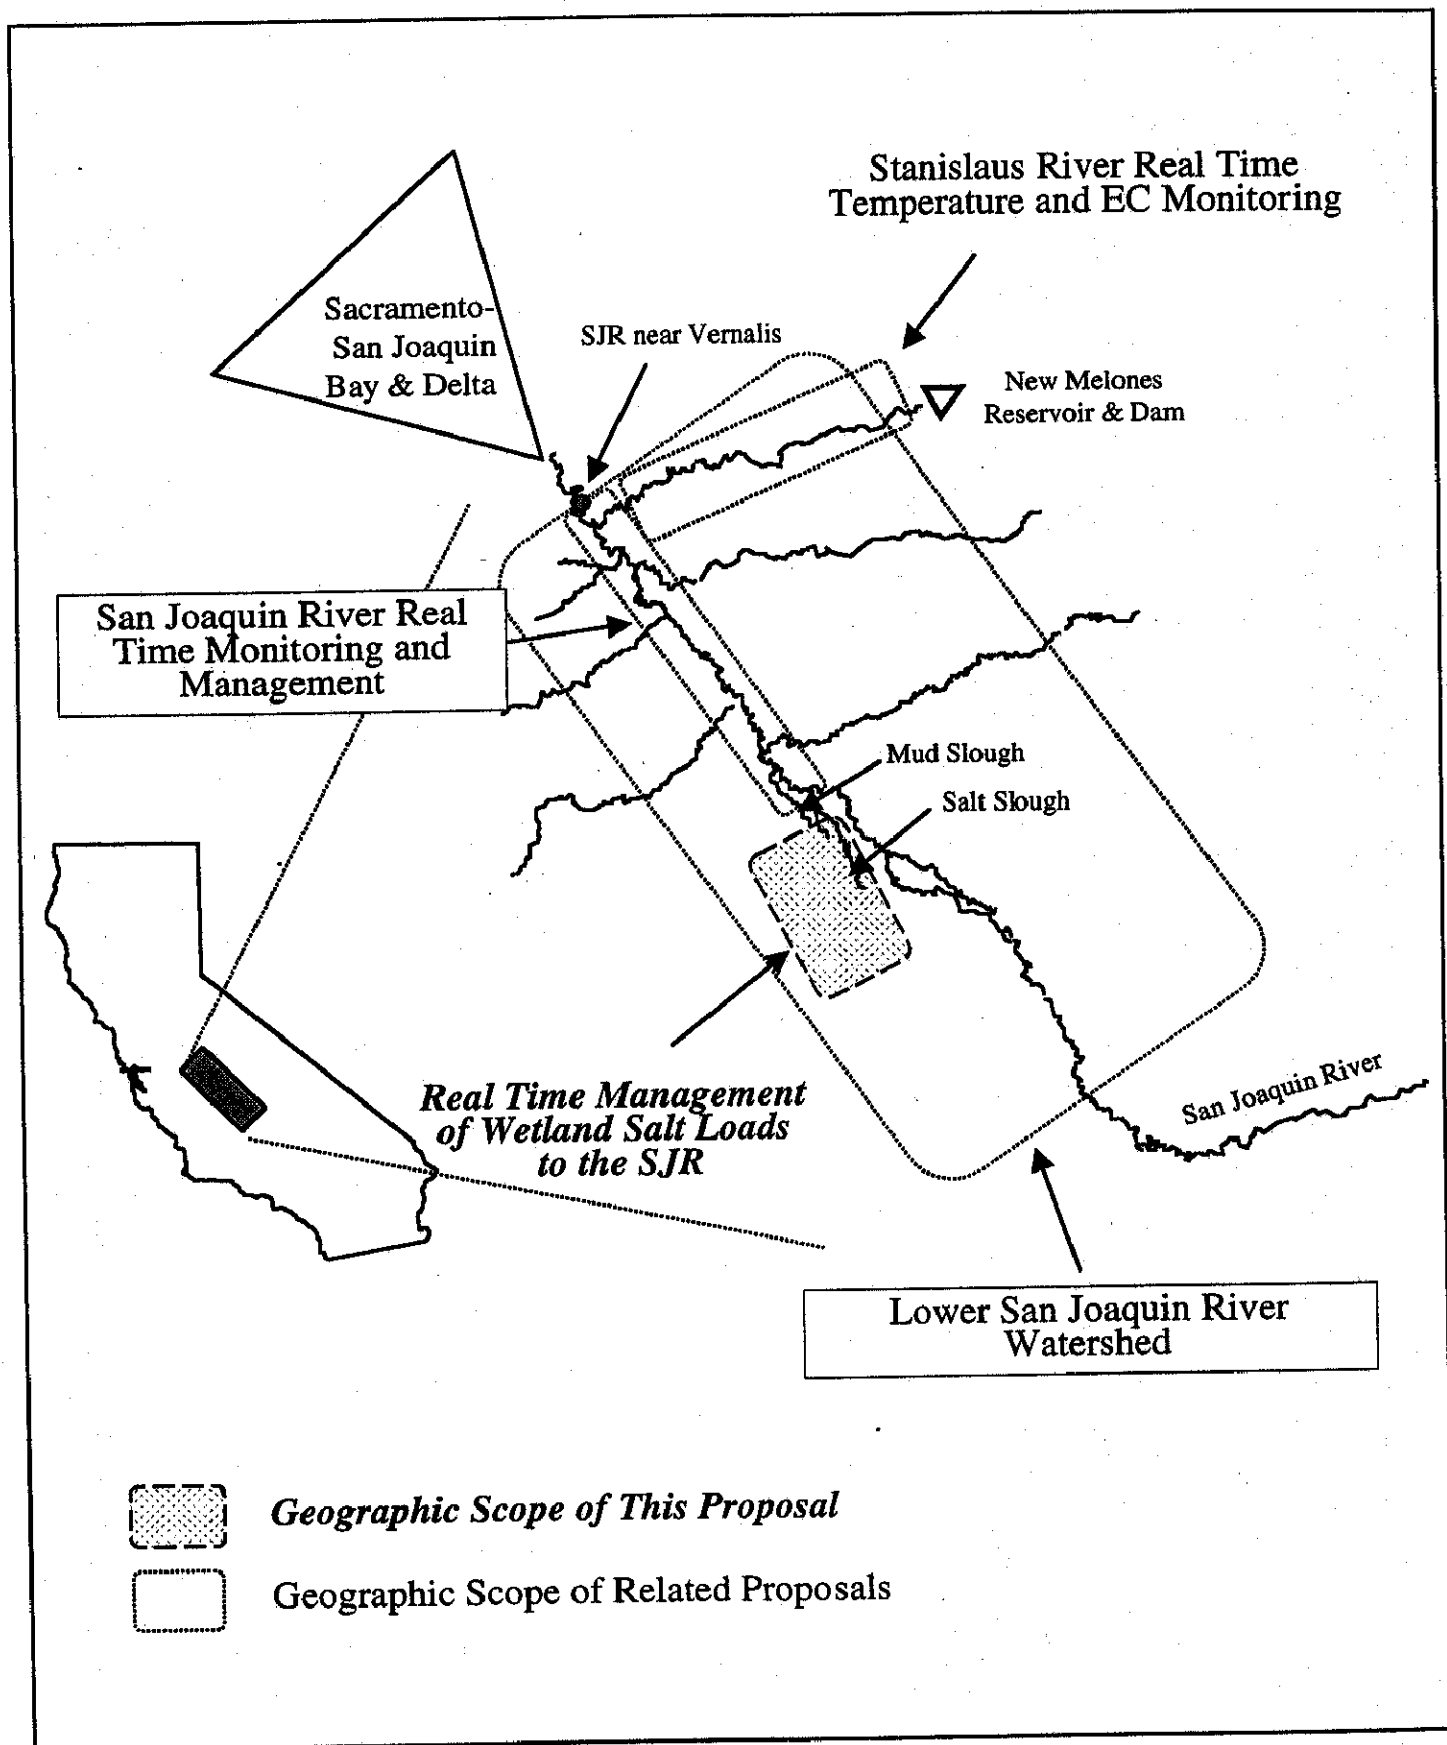 Stanislaus River Real Time
Temperature and EC Monitoring
Sacramento-
San Joaquin
Bay & Delta
SJR near Vernalis
New Melones
Reservoir & Dam
San Joaquin River Real
Time Monitoring and
Management
Mud Slough
Salt Slough
Real Time Management
of Wetland Salt Loads
to the SJR
San Joaquin River
Lower San Joaquin River
Watershed
Geographic Scope of This Proposal
Geographic Scope of Related Proposals